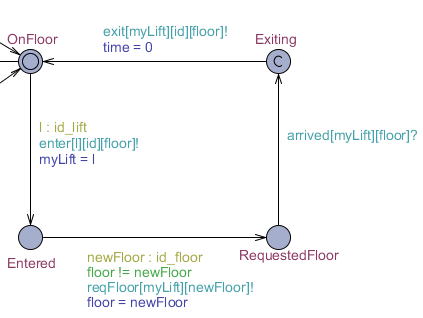 OnFloor
exit[myLift][id][floor]!
time = 0
Exiting
C
l : id_lift
enter[l][id][floor]!
myLift = l
arrived[myLift][floor]?
Entered
newFloor : id_floor
floor != newFloor
reqFloor[myLift][newFloor]!
floor = newFloor
RequestedFloor